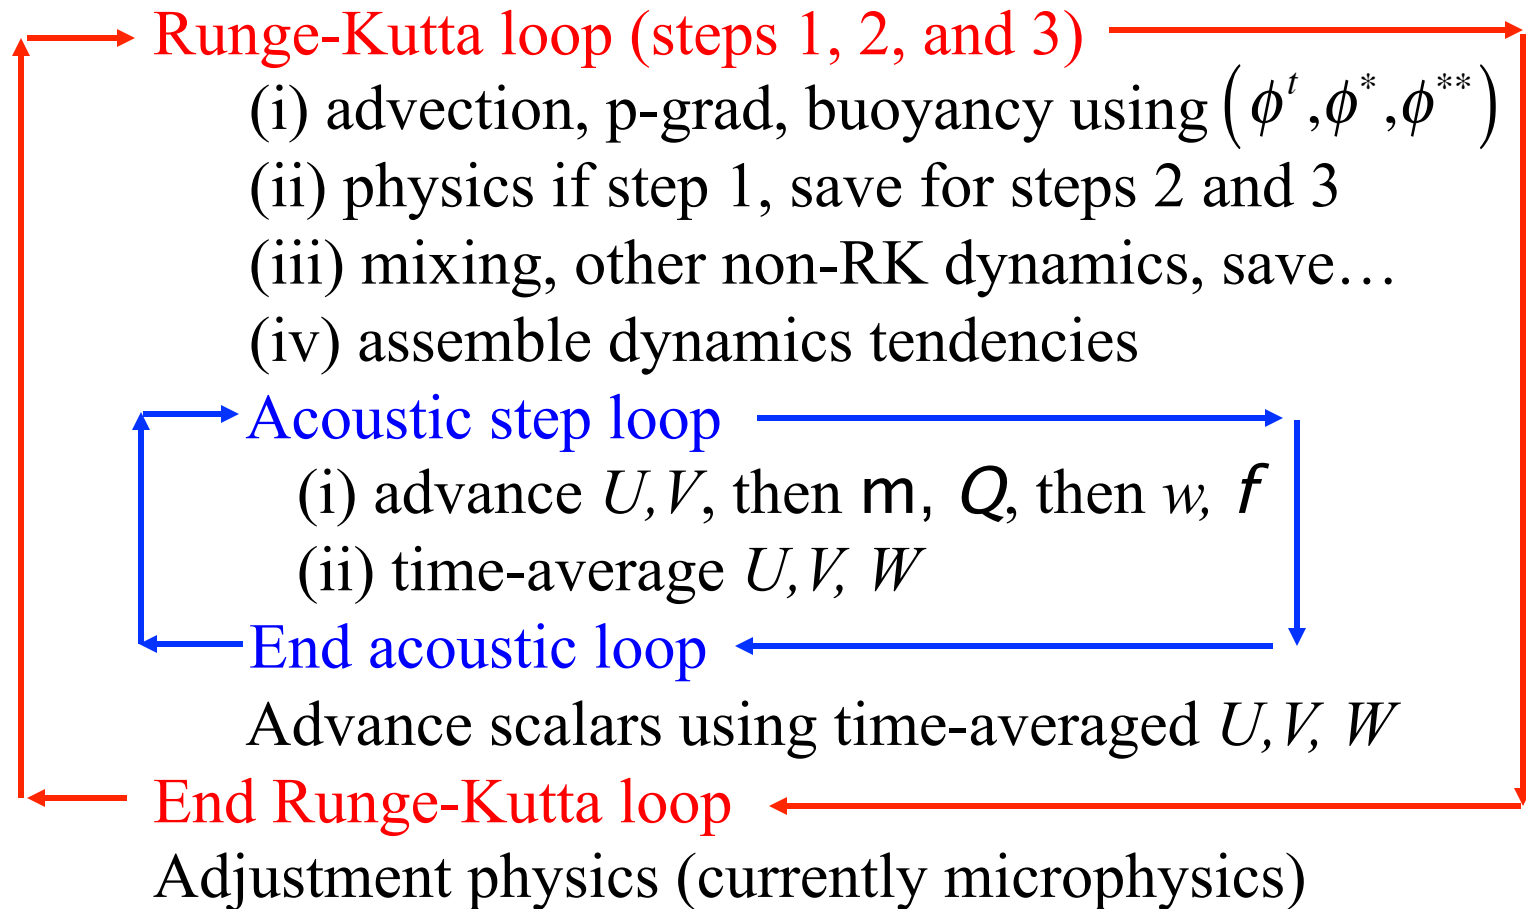 Runge-Kutta loop (steps 1, 2, and 3)
(i) advection, p-grad, buoyancy using (ϕᵗ,ϕ*,ϕ**)
(ii) physics if step 1, save for steps 2 and 3
(iii) mixing, other non-RK dynamics, save…
(iv) assemble dynamics tendencies
Acoustic step loop
(i) advance U,V, then m, Q, then w, f
(ii) time-average U,V, W
End acoustic loop
Advance scalars using time-averaged U,V, W
End Runge-Kutta loop
Adjustment physics (currently microphysics)